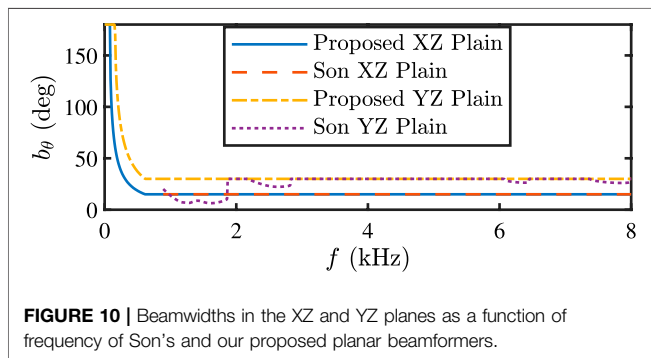 Proposed XZ Plain
Son XZ Plain
Proposed YZ Plain
Son YZ Plain
150
100
50
0
b_θ (deg)
0 2 4 6 8
f (kHz)
FIGURE 10 | Beamwidths in the XZ and YZ planes as a function of
frequency of Son's and our proposed planar beamformers.